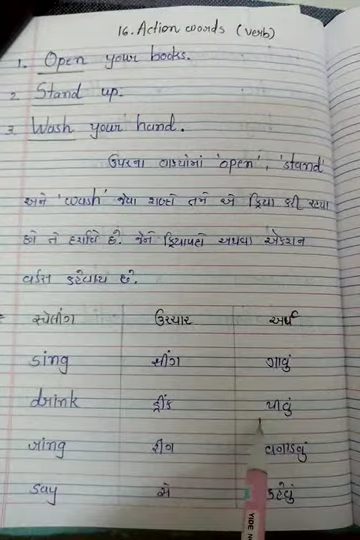 16. Action words (verb)
1. Open your books.
2. Stand up.
3. Wash your hand.
ઉપરના વાક્યોમાં 'open', 'stand'
અને 'wash' જેવા શબ્દો તમે એ ક્રિયા કરી રહ્યા
છો તે દર્શાવે છે. જેને ક્રિયાપદો અથવા એક્શન
વર્ડસ કહેવાય છે.
સ્પેલીંગ ઉચ્ચાર અર્થ
sing સીંગ ગાવું
drink ડ્રીંક પીવું
ring રીંગ વગાડવું
say સે કહેવું